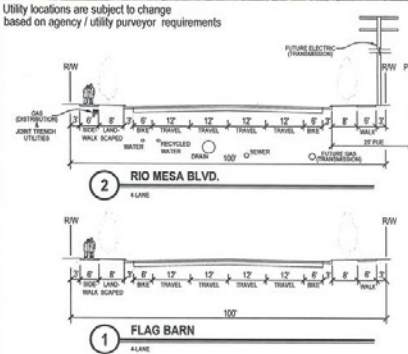 Utility locations are subject to change
based on agency / utility purveyor requirements
FUTURE ELECTRIC
(TRANSMISSION)
R/W R/W P
GAS
(DISTRIBUTION)
&
JOINT TRENCH
UTILITIES
3' 6' 8' 3' 6' 12' 12' 12' 12' 6' 3' 8' 6' 3'
SIDE-
WALK LAND-
SCAPED BIKE TRAVEL TRAVEL TRAVEL TRAVEL BIKE WALK
WATER RECYCLED
WATER DRAIN SEWER FUTURE GAS
(TRANSMISSION) 25' PUE
100'
2 RIO MESA BLVD.
4-LANE
R/W R/W
3' 6' 8' 3' 6' 12' 12' 12' 12' 6' 3' 8' 6' 3'
SIDE-
WALK LAND-
SCAPED BIKE TRAVEL TRAVEL TRAVEL TRAVEL BIKE WALK
100'
1 FLAG BARN
4-LANE